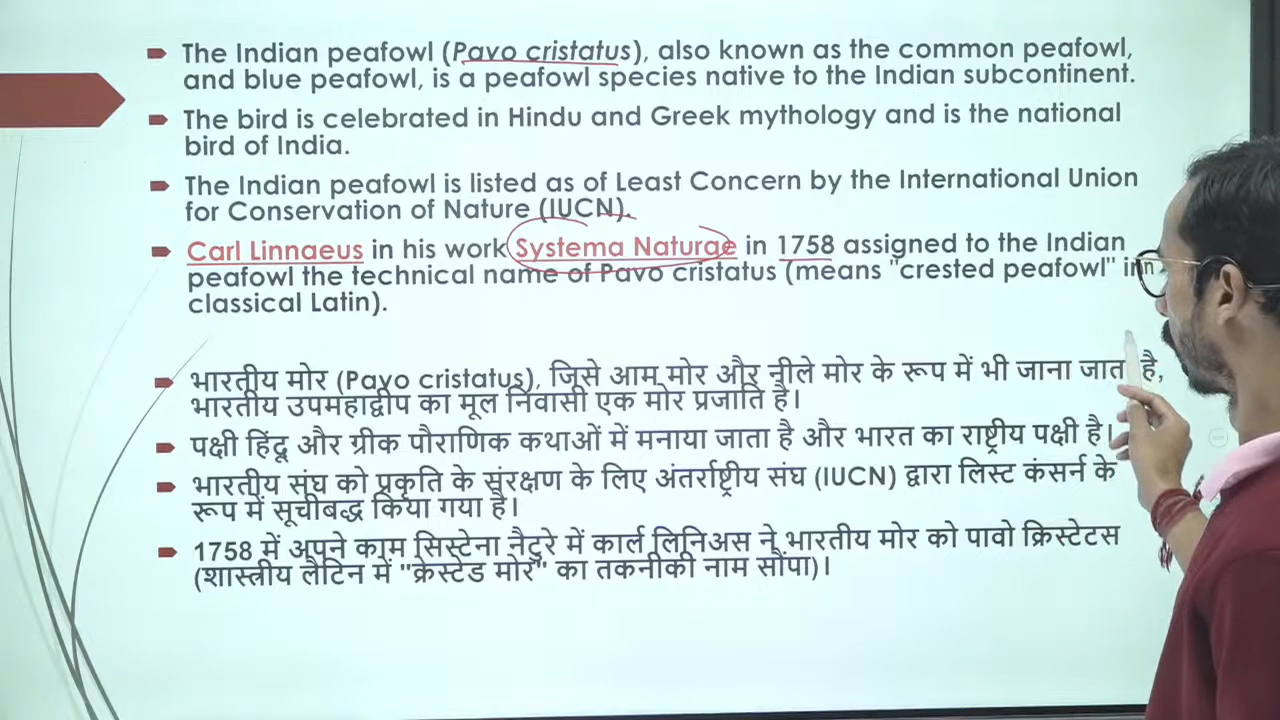 The Indian peafowl (Pavo cristatus), also known as the common peafowl,
and blue peafowl, is a peafowl species native to the Indian subcontinent.
The bird is celebrated in Hindu and Greek mythology and is the national
bird of India.
The Indian peafowl is listed as of Least Concern by the International Union
for Conservation of Nature (IUCN).
Carl Linnaeus in his work Systema Naturae in 1758 assigned to the Indian
peafowl the technical name of Pavo cristatus (means "crested peafowl" in
classical Latin).
भारतीय मोर (Pavo cristatus), जिसे आम मोर और नीले मोर के रूप में भी जाना जाता है,
भारतीय उपमहाद्वीप का मूल निवासी एक मोर प्रजाति है।
पक्षी हिंदू और ग्रीक पौराणिक कथाओं में मनाया जाता है और भारत का राष्ट्रीय पक्षी है।
भारतीय संघ को प्रकृति के संरक्षण के लिए अंतर्राष्ट्रीय संघ (IUCN) द्वारा लिस्ट कंसर्न के
रूप में सूचीबद्ध किया गया है।
1758 में अपने काम सिस्टेना नैटुरे में कार्ल लिनिअस ने भारतीय मोर को पावो क्रिस्टेटस
(शास्त्रीय लैटिन में "क्रेस्टेड मोर" का तकनीकी नाम सौंपा)।